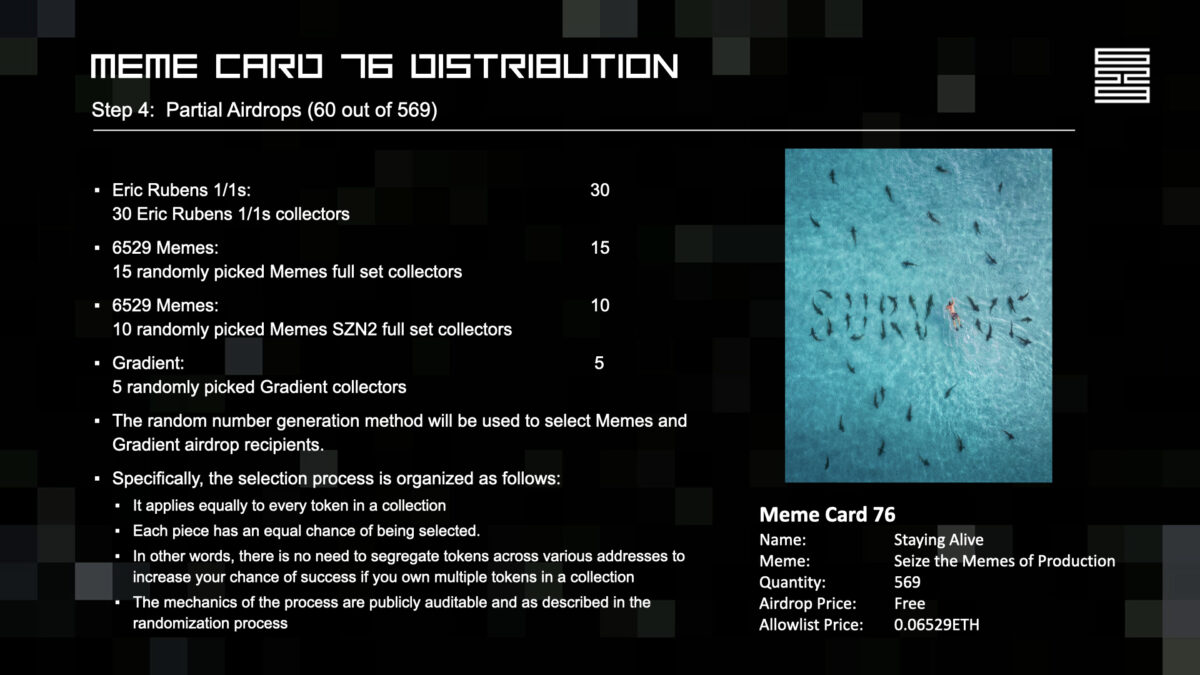 MEME CARD 76 DISTRIBUTION
Step 4: Partial Airdrops (60 out of 569)
▪ Eric Rubens 1/1s: 30
30 Eric Rubens 1/1s collectors
▪ 6529 Memes: 15
15 randomly picked Memes full set collectors
▪ 6529 Memes: 10
10 randomly picked Memes SZN2 full set collectors
▪ Gradient: 5
5 randomly picked Gradient collectors
▪ The random number generation method will be used to select Memes and
Gradient airdrop recipients.
▪ Specifically, the selection process is organized as follows:
▪ It applies equally to every token in a collection
▪ Each piece has an equal chance of being selected.
▪ In other words, there is no need to segregate tokens across various addresses to
increase your chance of success if you own multiple tokens in a collection
▪ The mechanics of the process are publicly auditable and as described in the
randomization process
SURVIVE
Meme Card 76
Name: Staying Alive
Meme: Seize the Memes of Production
Quantity: 569
Airdrop Price: Free
Allowlist Price: 0.06529ETH